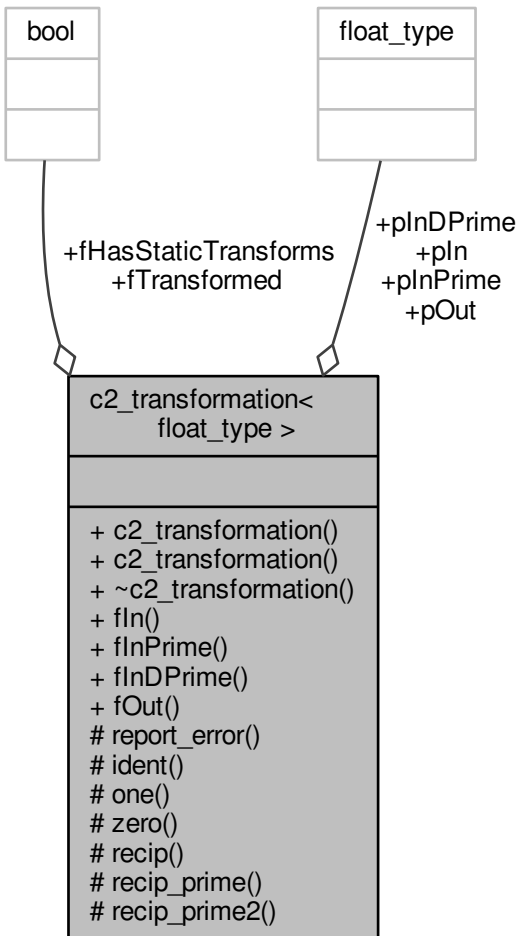 bool
float_type
+fHasStaticTransforms
+fTransformed
+pInDPrime
+pIn
+pInPrime
+pOut
c2_transformation<
float_type >
+ c2_transformation()
+ c2_transformation()
+ ~c2_transformation()
+ fIn()
+ fInPrime()
+ fInDPrime()
+ fOut()
# report_error()
# ident()
# one()
# zero()
# recip()
# recip_prime()
# recip_prime2()